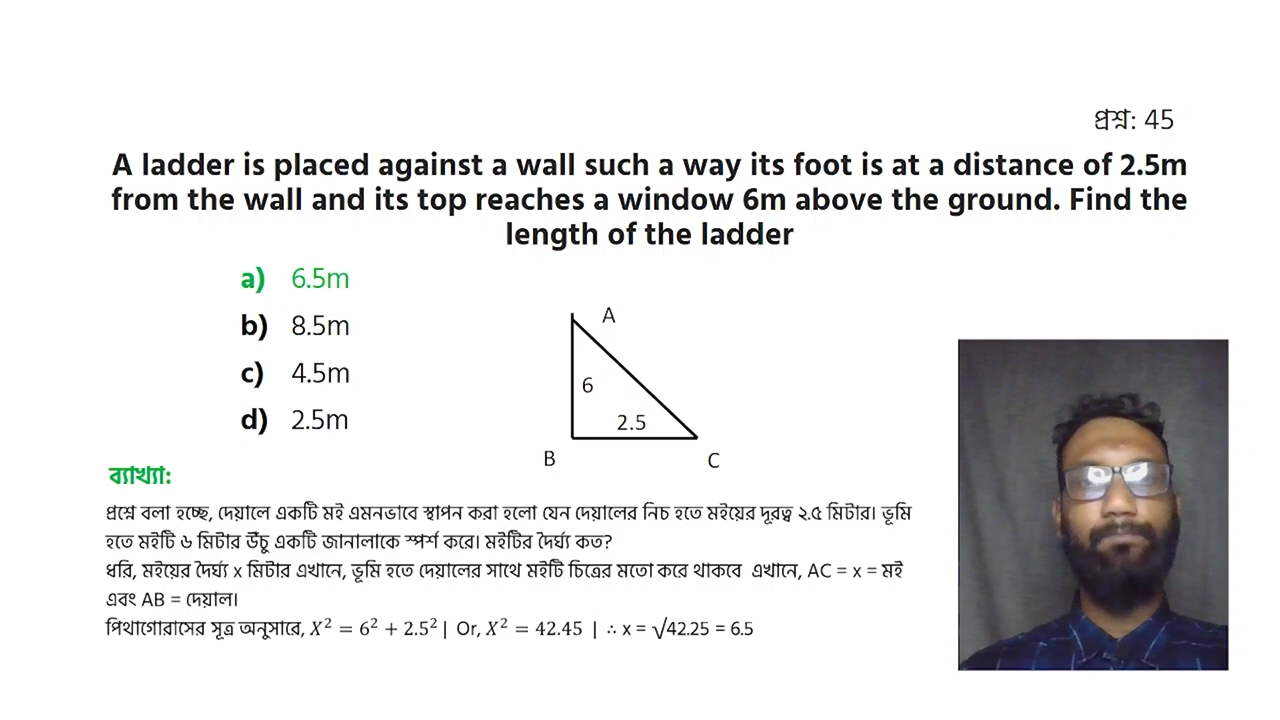 প্রশ্ন: 45
A ladder is placed against a wall such a way its foot is at a distance of 2.5m
from the wall and its top reaches a window 6m above the ground. Find the
length of the ladder
a) 6.5m
b) 8.5m
c) 4.5m
d) 2.5m
A
6
2.5
B
C
ব্যাখ্যা:
প্রশ্নে বলা হচ্ছে, দেয়ালে একটি মই এমনভাবে স্থাপন করা হলো যেন দেয়ালের নিচ হতে মইয়ের দূরত্ব ২.৫ মিটার। ভূমি
হতে মইটি ৬ মিটার উঁচু একটি জানালাকে স্পর্শ করে। মইটির দৈর্ঘ্য কত?
ধরি, মইয়ের দৈর্ঘ্য x মিটার এখানে, ভূমি হতে দেয়ালের সাথে মইটি চিত্রের মতো করে থাকবে এখানে, AC = x = মই
এবং AB = দেয়াল।
পিথাগোরাসের সূত্র অনুসারে, X² = 6² + 2.5² | Or, X² = 42.45 | ∴ x = √42.25 = 6.5